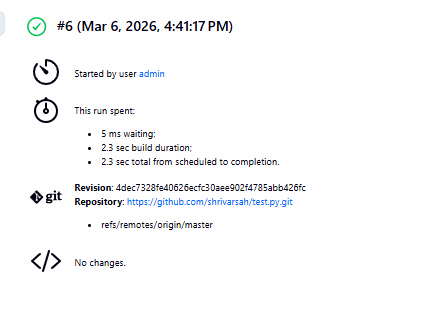 #6 (Mar 6, 2026, 4:41:17 PM)
Started by user admin
This run spent:
5 ms waiting;
2.3 sec build duration;
2.3 sec total from scheduled to completion.
git
Revision: 4dec7328fe40626ecfc30aee902f4785abb426fc
Repository: https://github.com/shrivarsah/test.py.git
refs/remotes/origin/master
No changes.